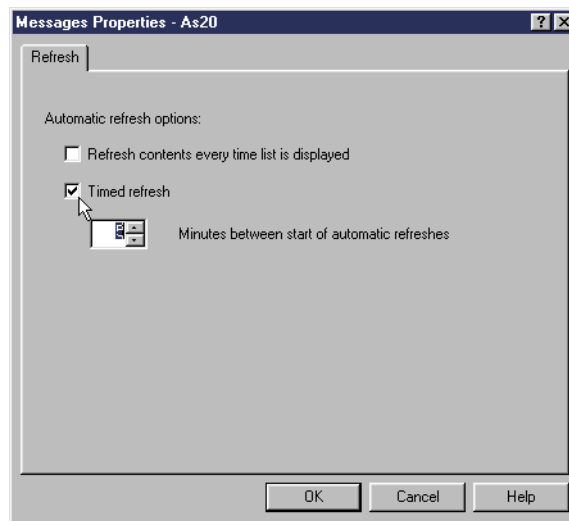 Messages Properties - As20
Refresh
Automatic refresh options:
Refresh contents every time list is displayed
Timed refresh
Minutes between start of automatic refreshes
OK Cancel Help